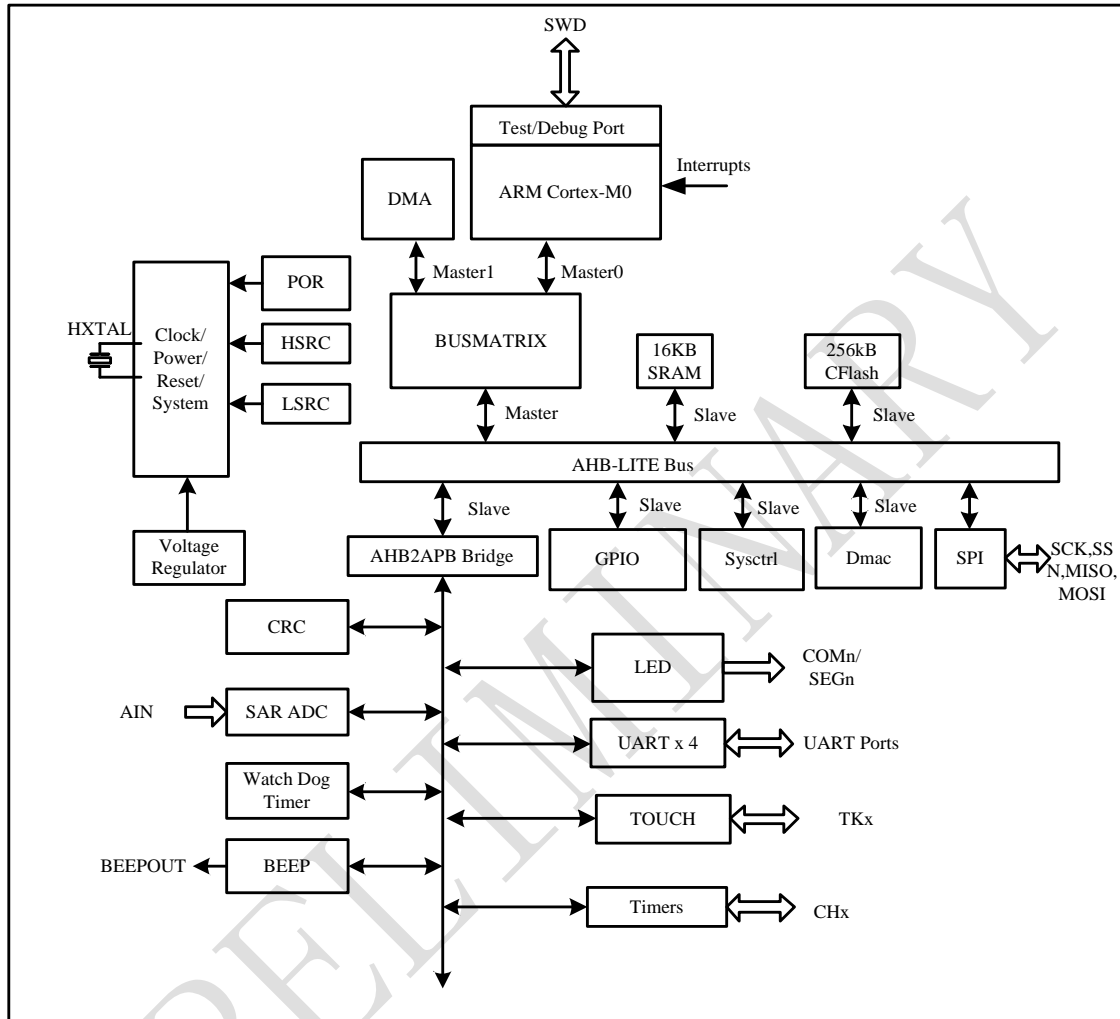 SWD
Test/Debug Port
ARM Cortex-M0
Interrupts
DMA
Master1
Master0
POR
HXTAL
Clock/
Power/
Reset/
System
HSRC
LSRC
BUSMATRIX
16KB
SRAM
256kB
CFlash
Master
Slave
Slave
AHB-LITE Bus
Slave
Slave
Slave
Slave
Voltage
Regulator
AHB2APB Bridge
GPIO
Sysctrl
Dmac
SPI
SCK,SS
N,MISO,
MOSI
CRC
LED
COMn/
SEGn
AIN
SAR ADC
UART x 4
UART Ports
Watch Dog
Timer
TOUCH
TKx
BEEPOUT
BEEP
Timers
CHx
PRELIMINARY